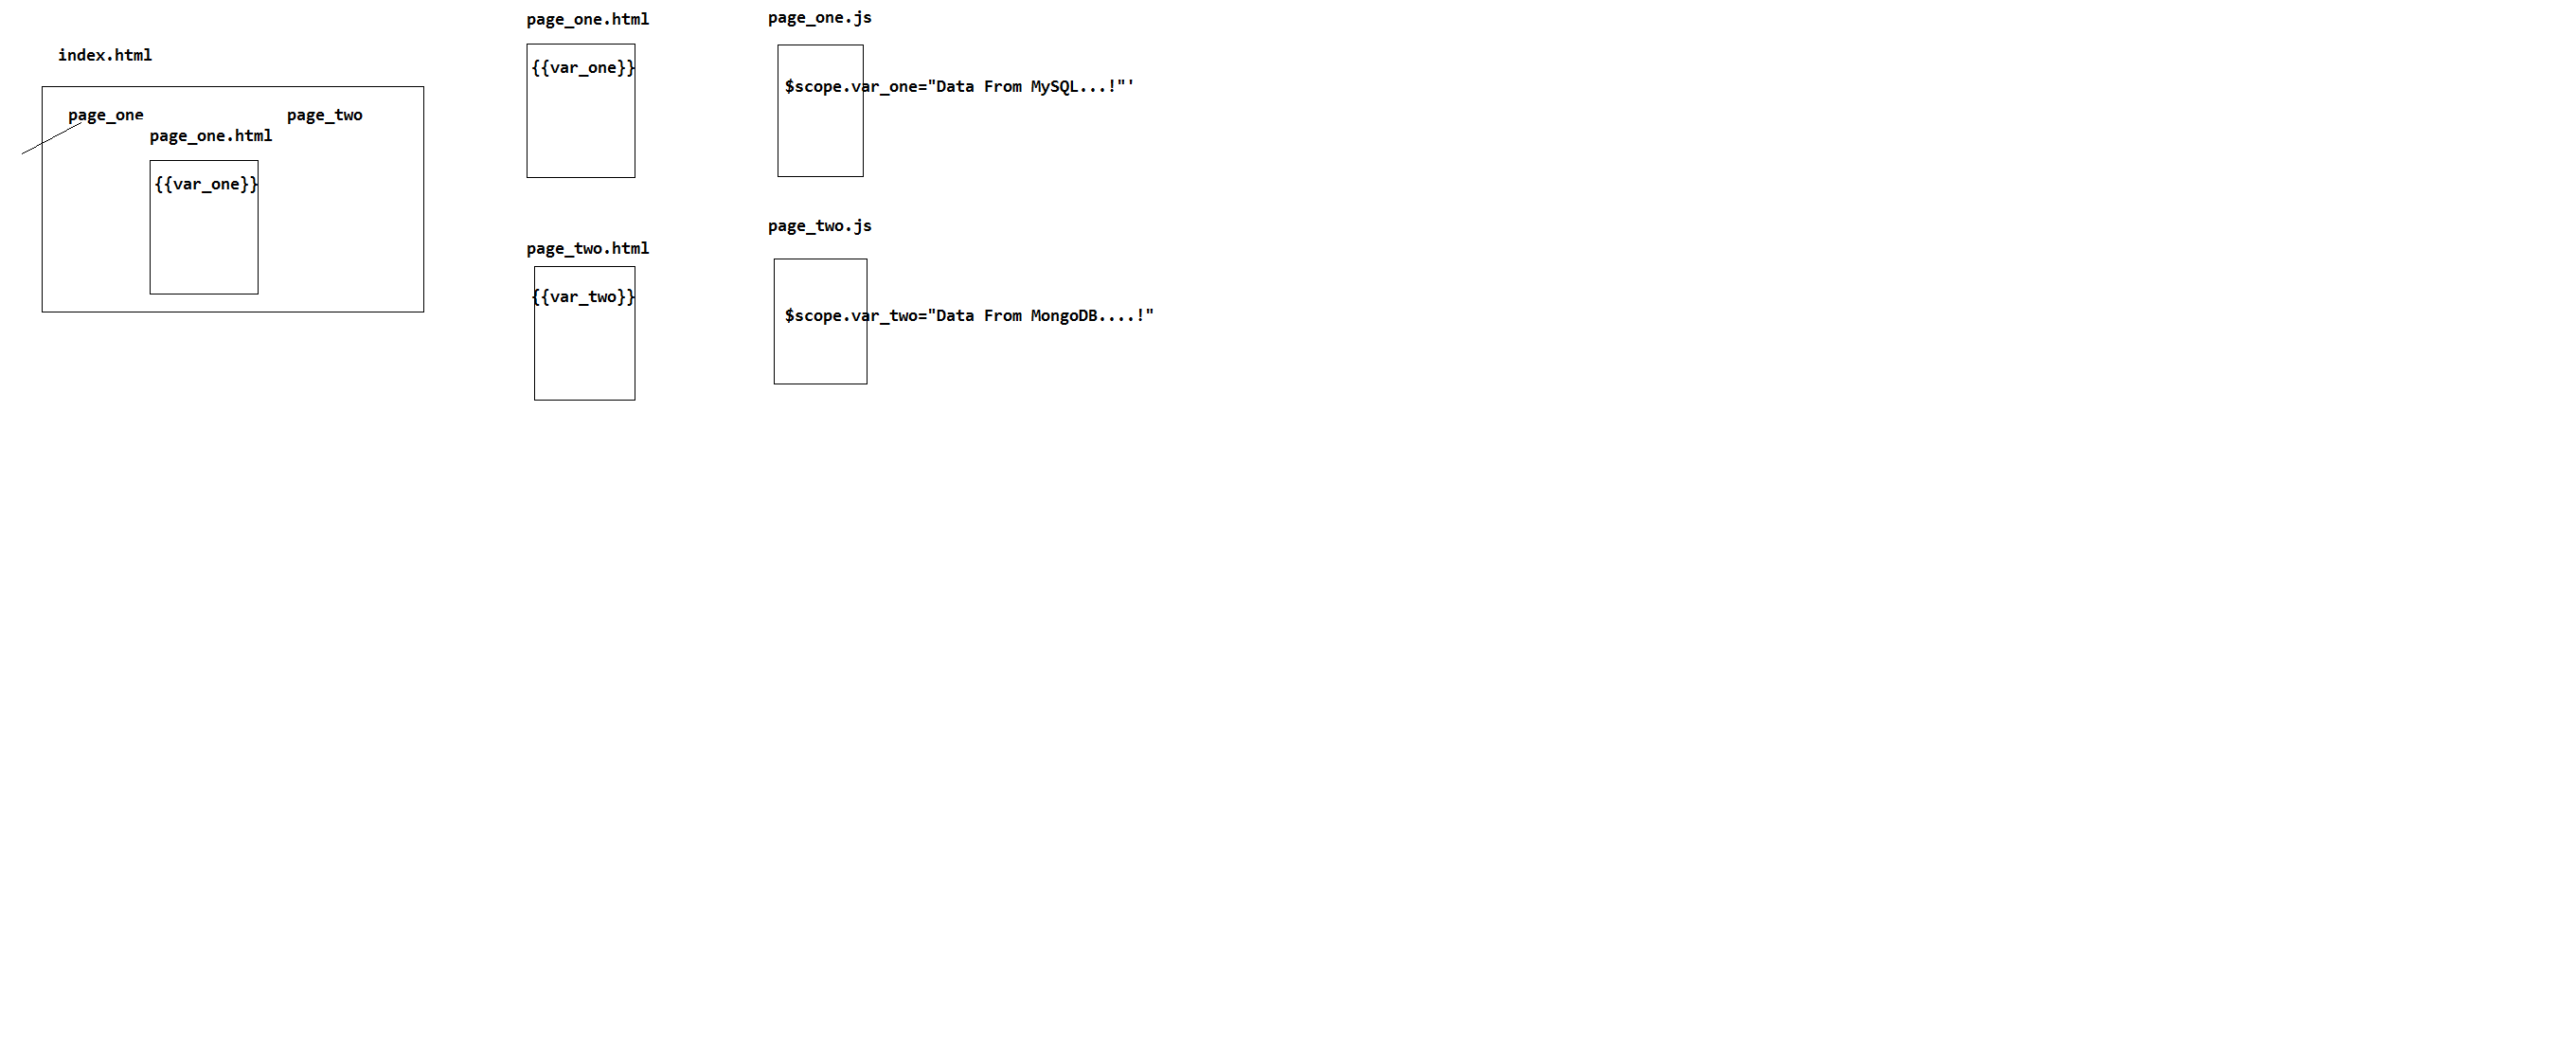 index.html
page_one
page_two
page_one.html
{{var_one}}
page_one.html
{{var_one}}
page_one.js
$scope.var_one="Data From MySQL...!"'
page_two.html
{{var_two}}
page_two.js
$scope.var_two="Data From MongoDB....!"